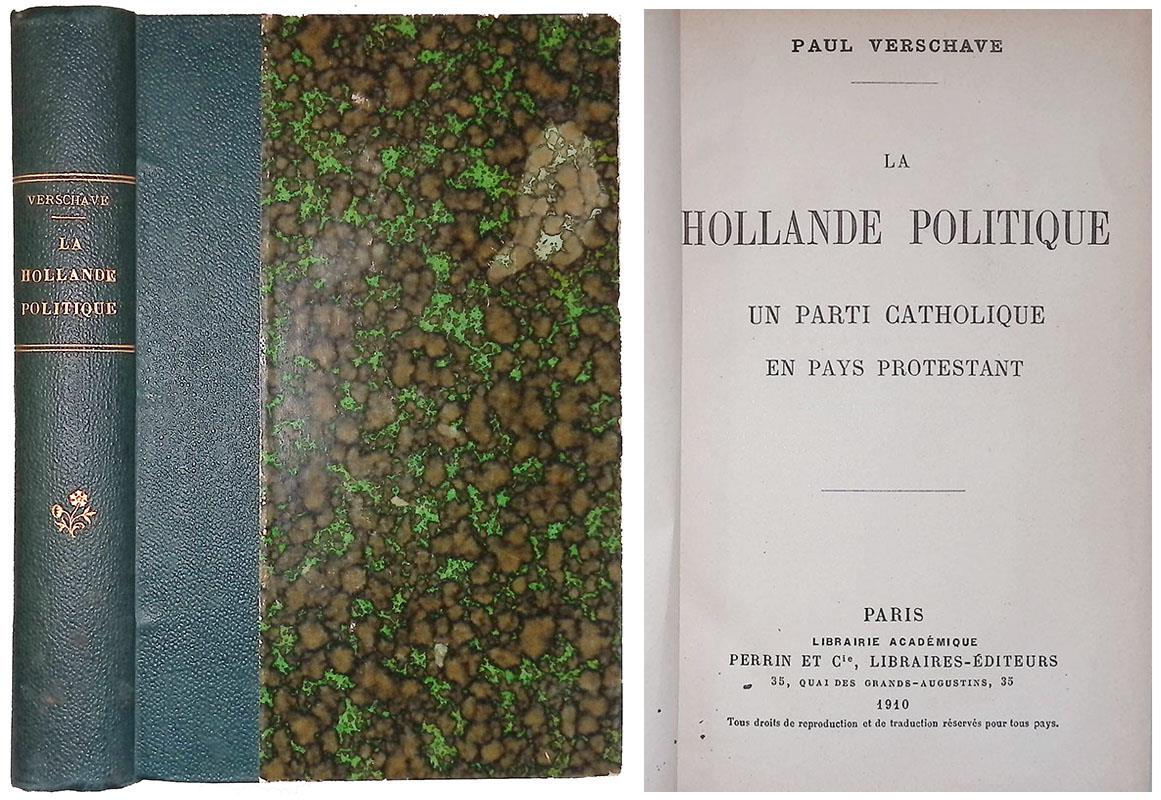 VERSCHAVE
LA
HOLLANDE
POLITIQUE
PAUL VERSCHAVE
LA
HOLLANDE POLITIQUE
UN PARTI CATHOLIQUE
EN PAYS PROTESTANT
PARIS
LIBRAIRIE ACADÉMIQUE
PERRIN ET Cie, LIBRAIRES-ÉDITEURS
35, QUAI DES GRANDS-AUGUSTINS, 35
1910
Tous droits de reproduction et de traduction réservés pour tous pays.